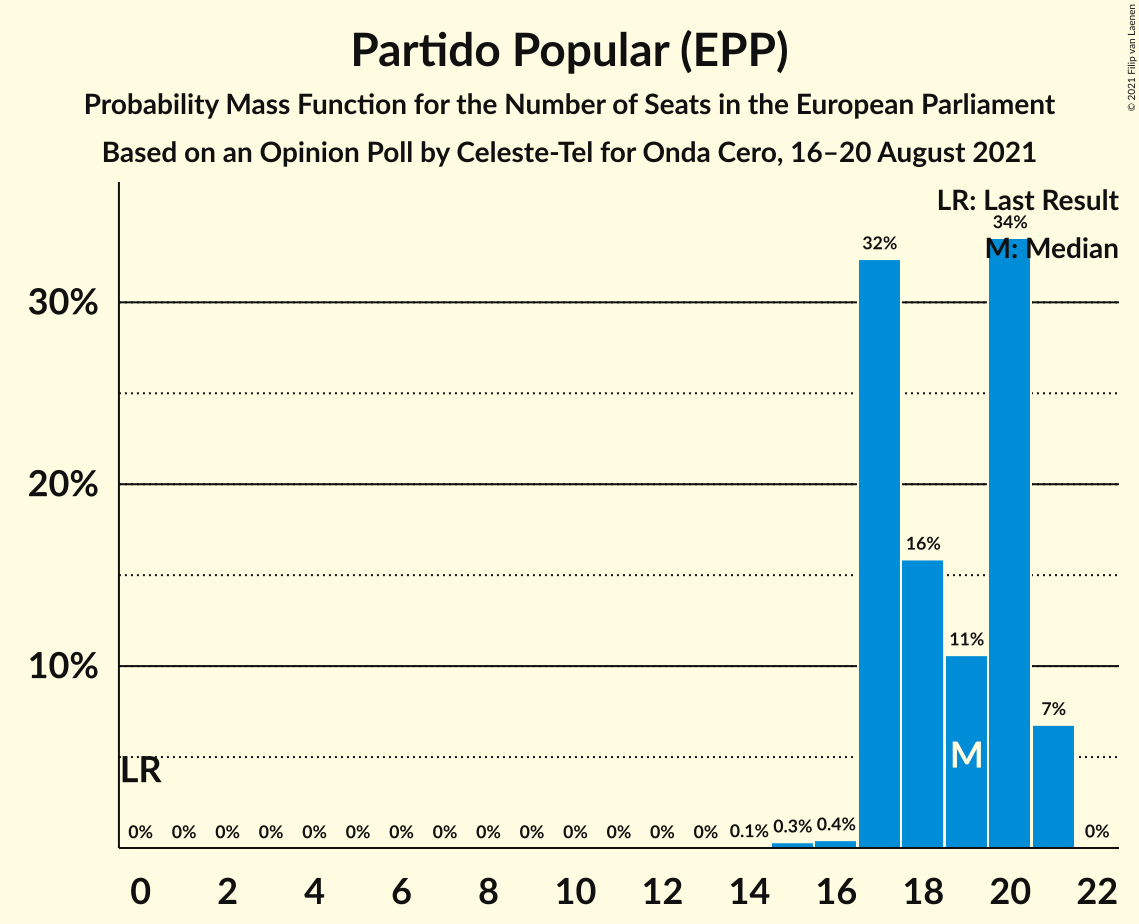 Partido Popular (EPP)
Probability Mass Function for the Number of Seats in the European Parliament
Based on an Opinion Poll by Celeste-Tel for Onda Cero, 16–20 August 2021
© 2021 Filip van Laenen
LR: Last Result
M: Median
34%
32%
30%
20%
16%
11%
10%
7%
M
LR
0% 0% 0% 0% 0% 0% 0% 0% 0% 0% 0% 0% 0% 0% 0.1% 0.3% 0.4% 0%
0 2 4 6 8 10 12 14 16 18 20 22